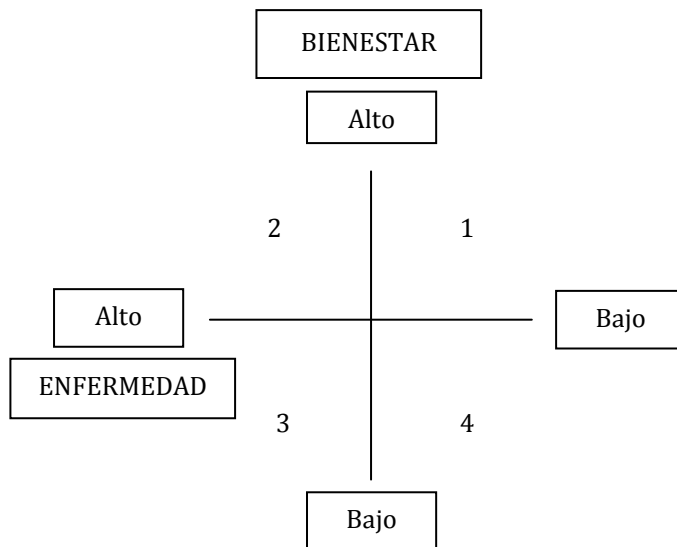 BIENESTAR
Alto
2 1
Alto Bajo
ENFERMEDAD
3 4
Bajo